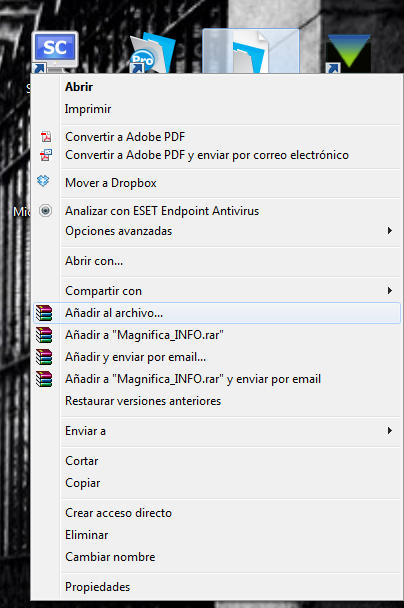 SC
Pro
S
Mic
Abrir
Imprimir
Convertir a Adobe PDF
Convertir a Adobe PDF y enviar por correo electrónico
Mover a Dropbox
Analizar con ESET Endpoint Antivirus
Opciones avanzadas
Abrir con...
Compartir con
Añadir al archivo...
Añadir a "Magnifica_INFO.rar"
Añadir y enviar por email...
Añadir a "Magnifica_INFO.rar" y enviar por email
Restaurar versiones anteriores
Enviar a
Cortar
Copiar
Crear acceso directo
Eliminar
Cambiar nombre
Propiedades